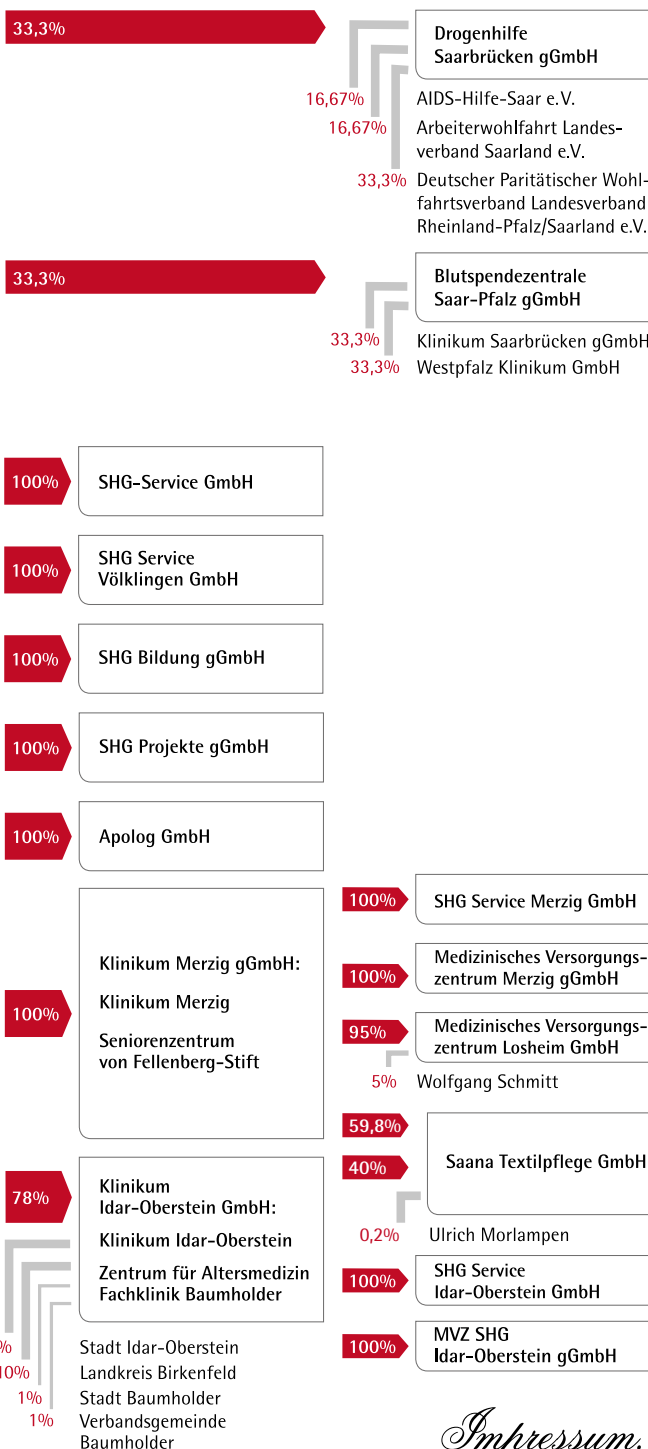 33,3%
Drogenhilfe
Saarbrücken gGmbH
16,67% AIDS-Hilfe-Saar e.V.
16,67% Arbeiterwohlfahrt Landes-
verband Saarland e.V.
33,3% Deutscher Paritätischer Wohl-
fahrtsverband Landesverband
Rheinland-Pfalz/Saarland e.V.
33,3%
Blutspendezentrale
Saar-Pfalz gGmbH
33,3% Klinikum Saarbrücken gGmbH
33,3% Westpfalz Klinikum GmbH
100% SHG-Service GmbH
100%
SHG Service
Völklingen GmbH
100% SHG Bildung gGmbH
100% SHG Projekte gGmbH
100% Apolog GmbH
100%
Klinikum Merzig gGmbH:
Klinikum Merzig
Seniorenzentrum
von Fellenberg-Stift
100% SHG Service Merzig GmbH
100%
Medizinisches Versorgungs-
zentrum Merzig gGmbH
95%
Medizinisches Versorgungs-
zentrum Losheim GmbH
5% Wolfgang Schmitt
59,8%
40% Saana Textilpflege GmbH
0,2% Ulrich Morlampen
78%
Klinikum
Idar-Oberstein GmbH:
Klinikum Idar-Oberstein
Zentrum für Altersmedizin
Fachklinik Baumholder
100%
SHG Service
Idar-Oberstein GmbH
100%
MVZ SHG
Idar-Oberstein gGmbH
% Stadt Idar-Oberstein
10% Landkreis Birkenfeld
1% Stadt Baumholder
1% Verbandsgemeinde
Baumholder
Imhressum.